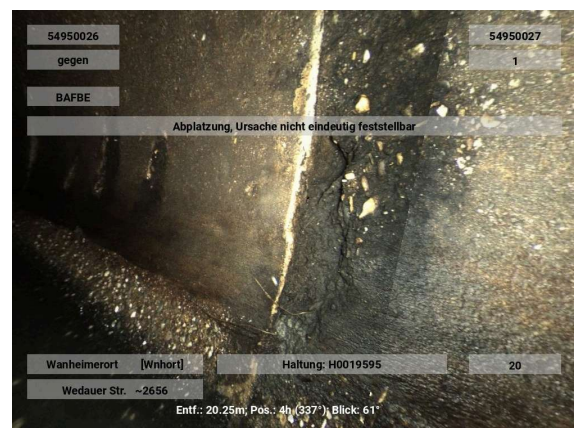 54950026
54950027
gegen
1
BAFBE
Abplatzung, Ursache nicht eindeutig feststellbar
Wanheimerort [Wnhort]
Haltung: H0019595
20
Wedauer Str. ~2656
Entf.: 20.25m; Pos.: 4h (337°); Blick: 61°